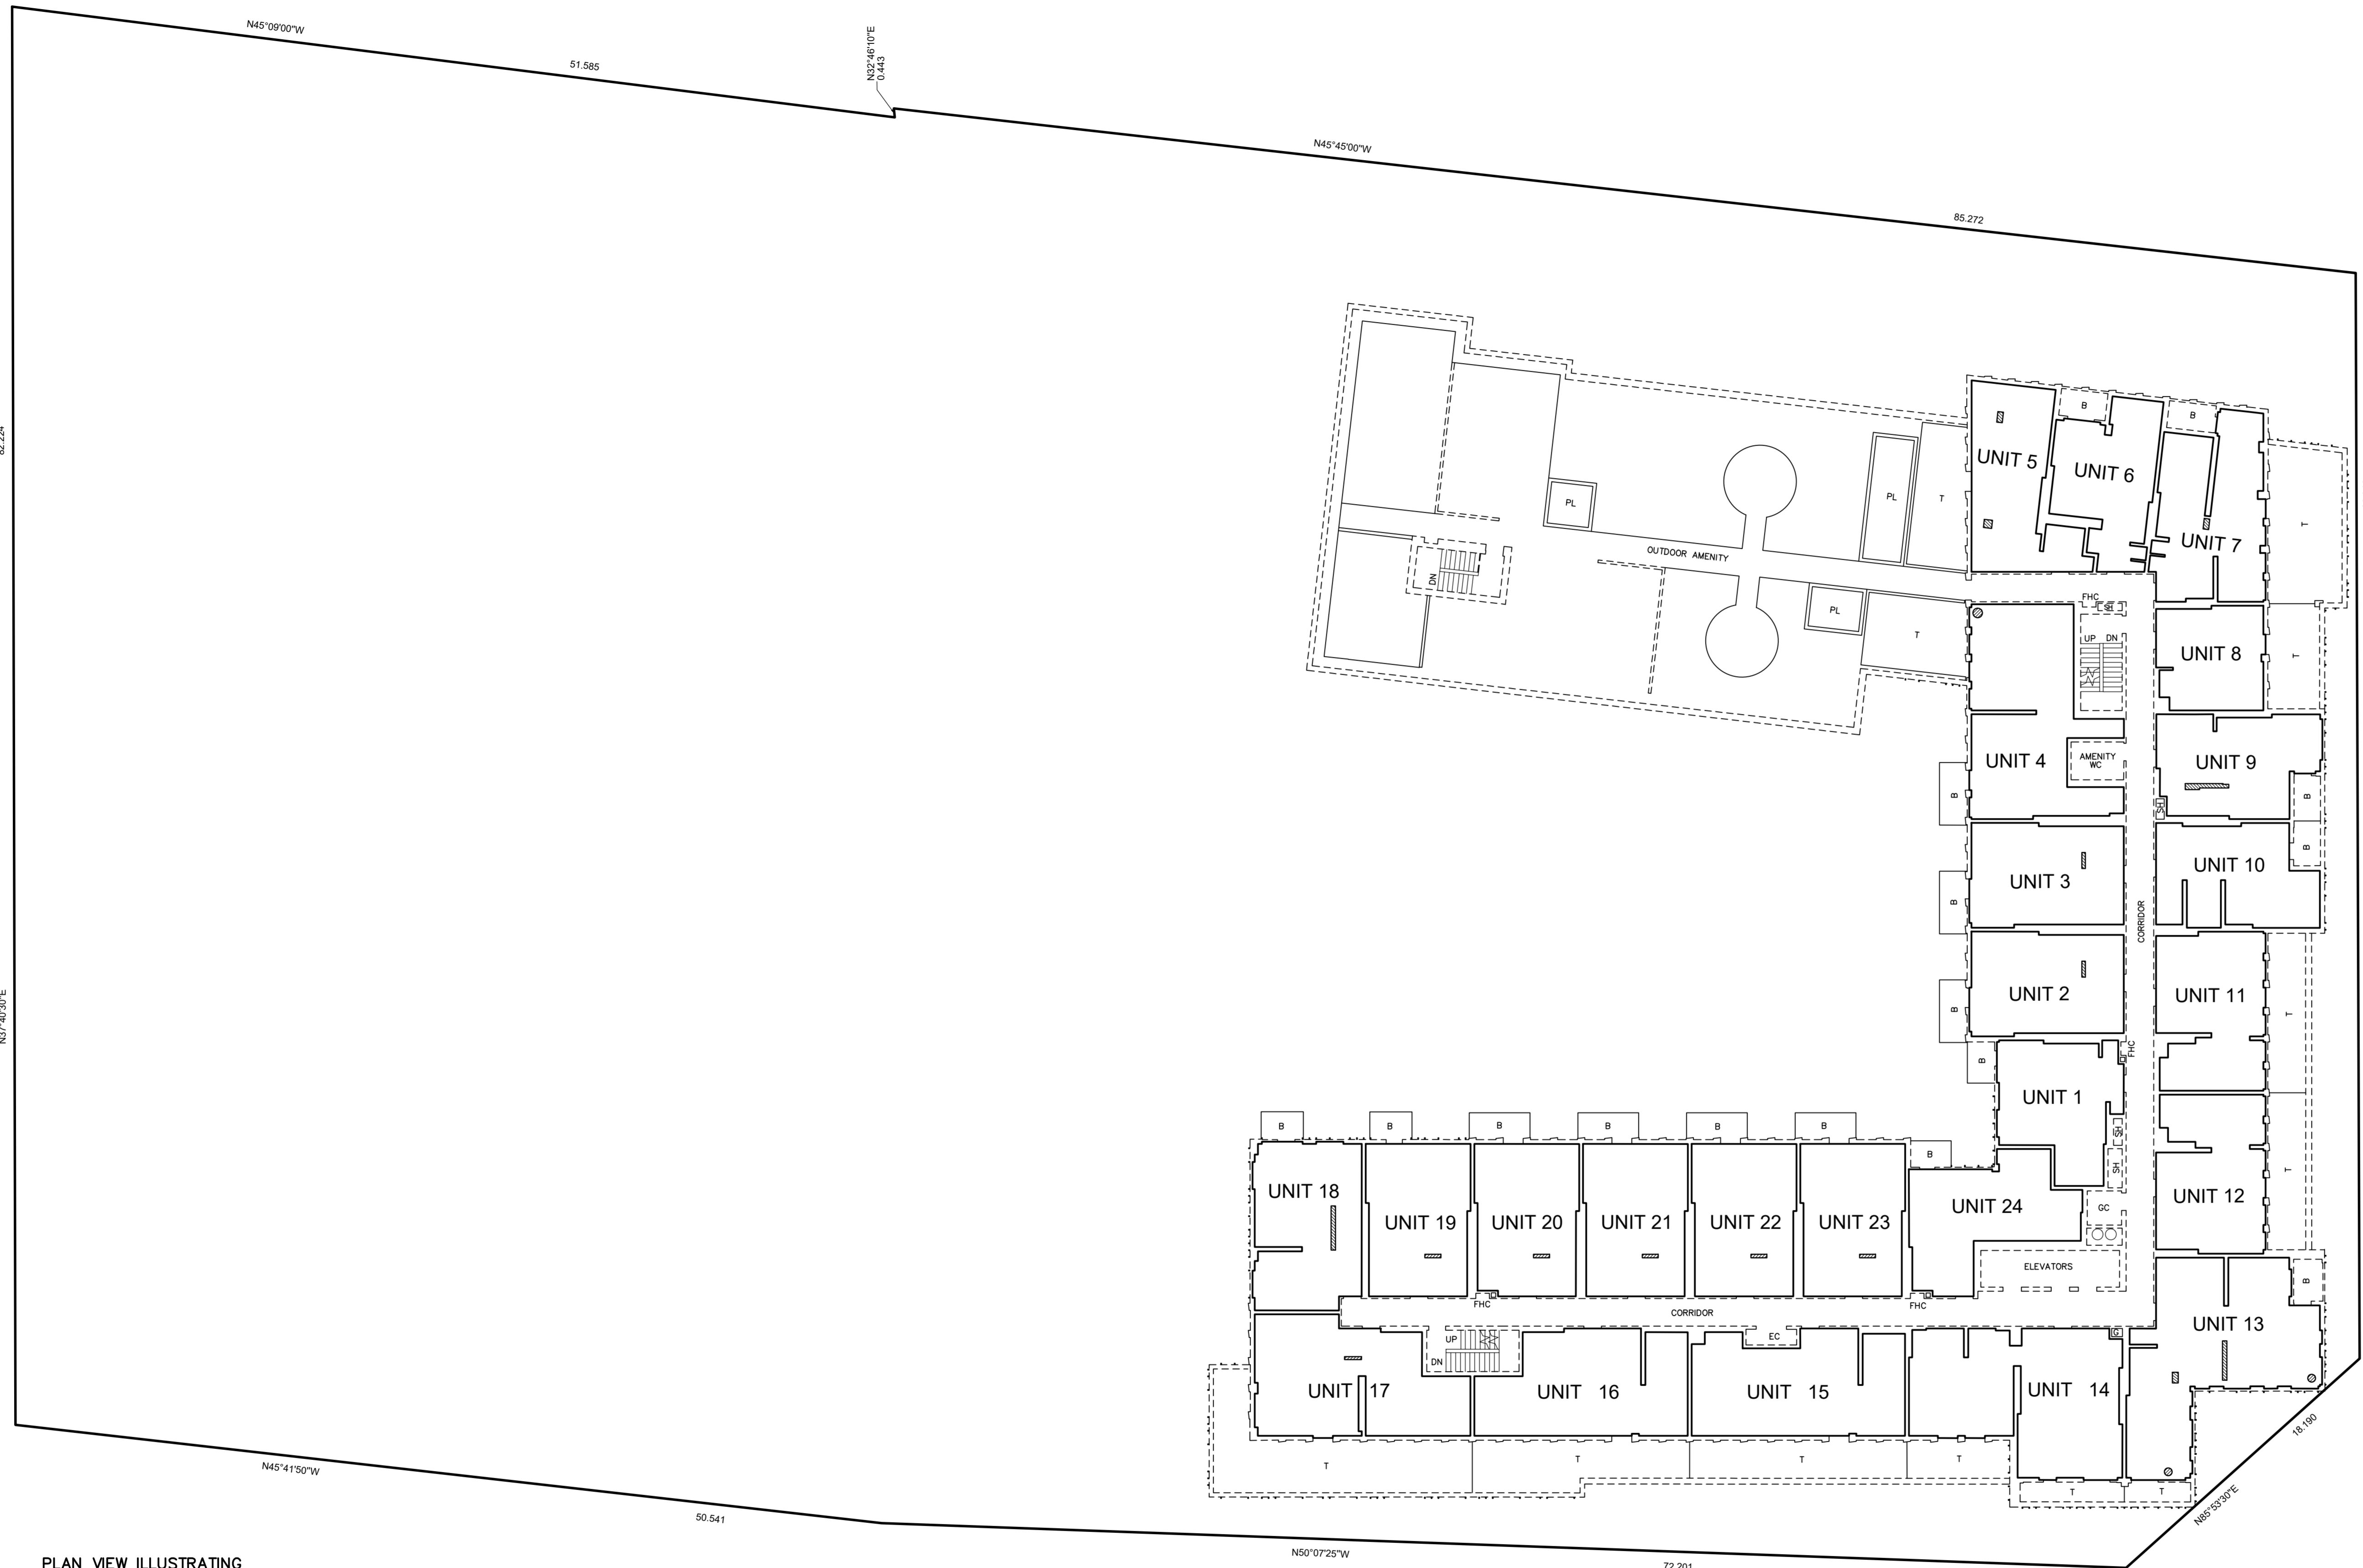 N45°09'00"W
51.585
N32°46'10"E
0.443
N45°45'00"W
85.272
82.224
N37°40'30"E
B
B
UNIT 5
UNIT 6
UNIT 7
PL
PL
T
T
OUTDOOR AMENITY
DN
PL
T
FHC
SH
UP DN
UNIT 8
T
UNIT 4
AMENITY
WC
UNIT 9
B
B
SH
B
UNIT 3
UNIT 10
B
CORRIDOR
UNIT 2
UNIT 11
B
T
FHC
B
UNIT 1
SH
SH
B
B
B
B
B
B
B
UNIT 18
UNIT 19
UNIT 20
UNIT 21
UNIT 22
UNIT 23
UNIT 24
GC
UNIT 12
T
ELEVATORS
B
FHC
CORRIDOR
FHC
UNIT 13
UP
DN
EC
G
UNIT 17
UNIT 16
UNIT 15
UNIT 14
T
T
T
T
T
T
18.190
N85°53'30"E
N45°41'50"W
50.541
N50°07'25"W
72.201
PLAN VIEW ILLUSTRATING